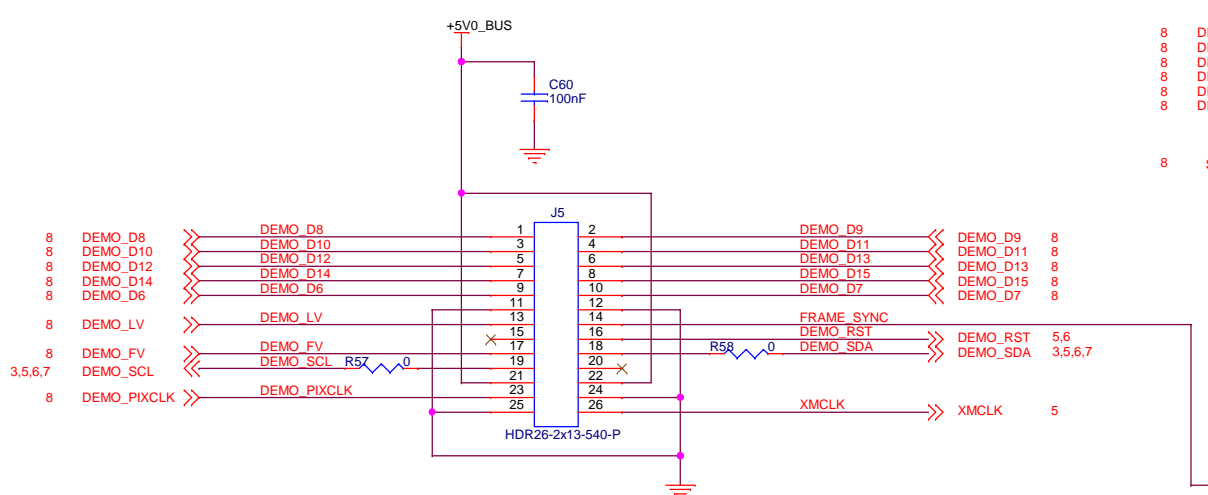 +5V0_BUS
8 D
8 D
8 D
8 D
8 D
8 D
C60
100nF
8
J5
8 DEMO_D8 DEMO_D8 1 2 DEMO_D9 DEMO_D9 8
8 DEMO_D10 DEMO_D10 3 4 DEMO_D11 DEMO_D11 8
8 DEMO_D12 DEMO_D12 5 6 DEMO_D13 DEMO_D13 8
8 DEMO_D14 DEMO_D14 7 8 DEMO_D15 DEMO_D15 8
8 DEMO_D6 DEMO_D6 9 10 DEMO_D7 DEMO_D7 8
11 12
8 DEMO_LV DEMO_LV 13 14 FRAME_SYNC
15 16 DEMO_RST DEMO_RST 5,6
8 DEMO_FV DEMO_FV 17 18 R58 0 DEMO_SDA DEMO_SDA 3,5,6,7
3,5,6,7 DEMO_SCL DEMO_SCL R57 0 19 20
21 22
8 DEMO_PIXCLK DEMO_PIXCLK 23 24
25 26 XMCLK XMCLK 5
HDR26-2x13-540-P